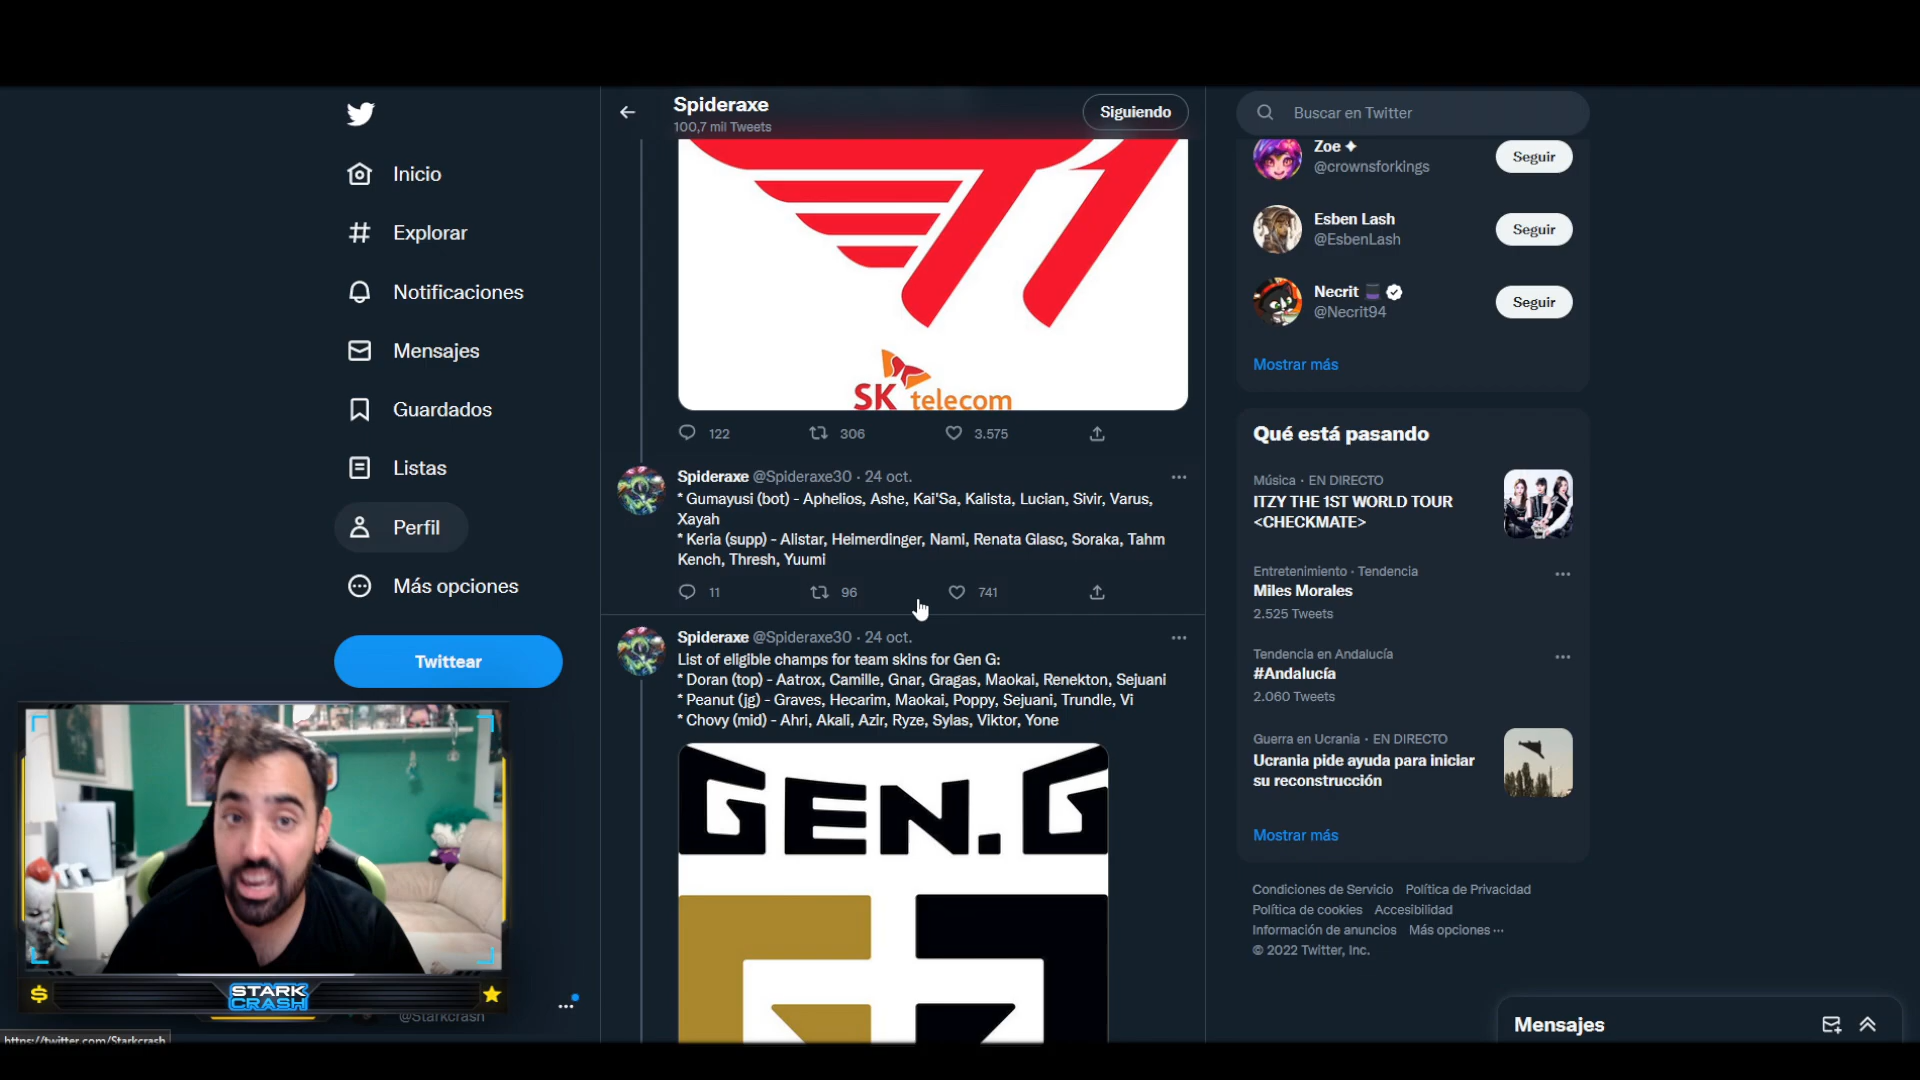 Spideraxe
100,7 mil Tweets
Siguiendo
Buscar en Twitter
Inicio
Explorar
Notificaciones
Mensajes
Guardados
Listas
Perfil
Más opciones
Twittear
T1
SK telecom
122 306 3.575
Spideraxe @Spideraxe30 · 24 oct.
* Gumayusi (bot) - Aphelios, Ashe, Kai'Sa, Kalista, Lucian, Sivir, Varus,
Xayah
* Keria (supp) - Alistar, Heimerdinger, Nami, Renata Glasc, Soraka, Tahm
Kench, Thresh, Yuumi
11 96 741
Spideraxe @Spideraxe30 · 24 oct.
List of eligible champs for team skins for Gen G:
* Doran (top) - Aatrox, Camille, Gnar, Gragas, Maokai, Renekton, Sejuani
* Peanut (jg) - Graves, Hecarim, Maokai, Poppy, Sejuani, Trundle, Vi
* Chovy (mid) - Ahri, Akali, Azir, Ryze, Sylas, Viktor, Yone
GEN.G
Zoe
@crownsforkings
Seguir
Esben Lash
@EsbenLash
Seguir
Necrit
@Necrit94
Seguir
Mostrar más
Qué está pasando
Música · EN DIRECTO
ITZY THE 1ST WORLD TOUR
<CHECKMATE>
Entretenimiento · Tendencia
Miles Morales
2.525 Tweets
Tendencia en Andalucía
#Andalucía
2.060 Tweets
Guerra en Ucrania · EN DIRECTO
Ucrania pide ayuda para iniciar
su reconstrucción
Mostrar más
Condiciones de Servicio Política de Privacidad
Política de cookies Accesibilidad
Información de anuncios Más opciones ···
© 2022 Twitter, Inc.
Mensajes
STARK
CRASH
@Starkcrash
https://twitter.com/Starkcrash